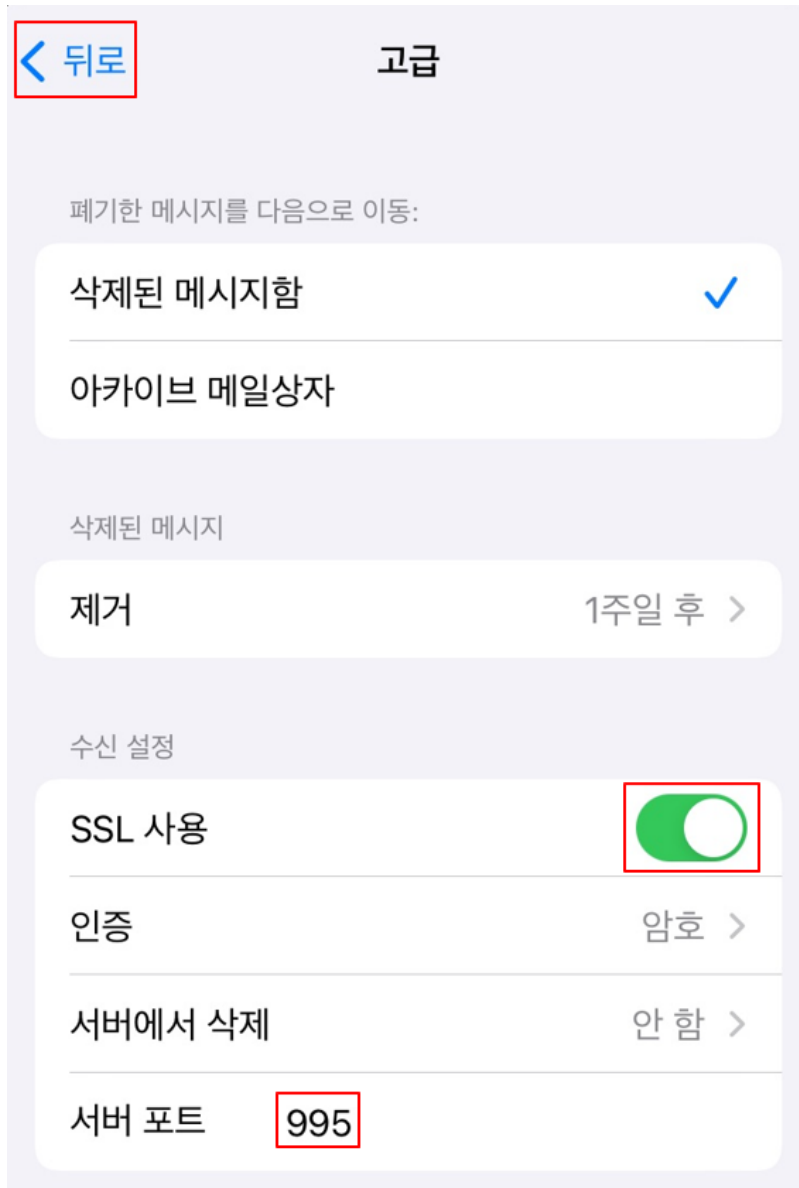 뒤로
고급
폐기한 메시지를 다음으로 이동:
삭제된 메시지함
아카이브 메일상자
삭제된 메시지
제거 1주일 후
수신 설정
SSL 사용
인증 암호
서버에서 삭제 안 함
서버 포트 995